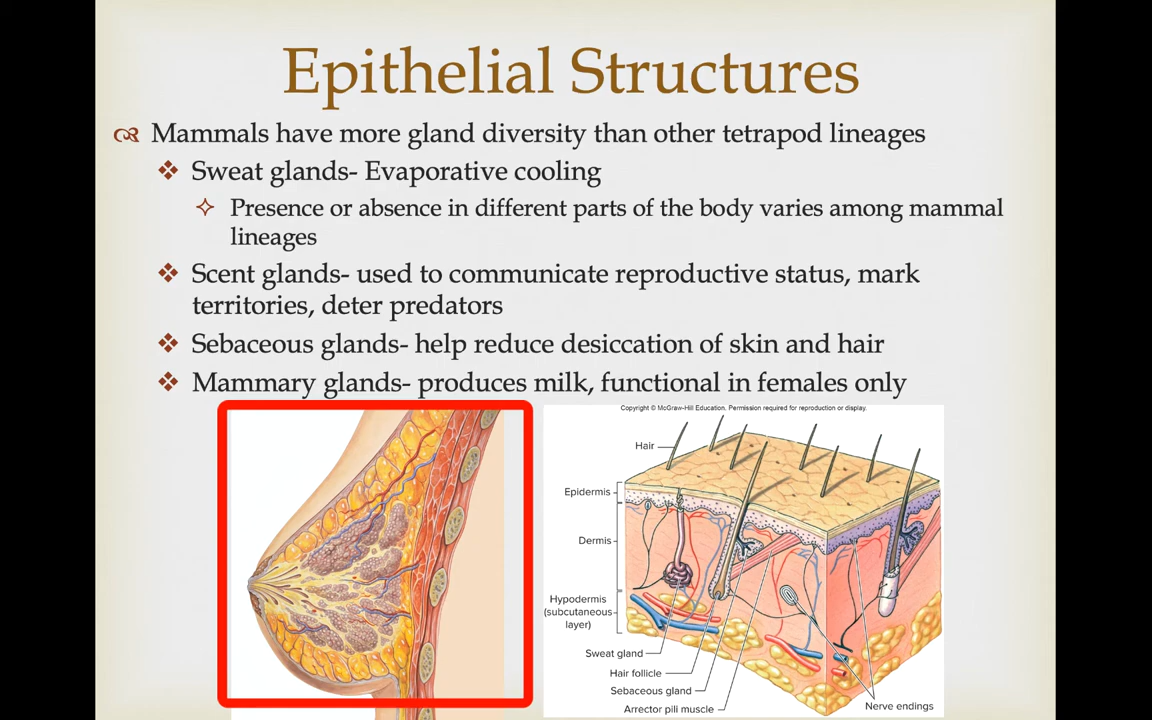 Epithelial Structures
Mammals have more gland diversity than other tetrapod lineages
Sweat glands- Evaporative cooling
Presence or absence in different parts of the body varies among mammal
lineages
Scent glands- used to communicate reproductive status, mark
territories, deter predators
Sebaceous glands- help reduce desiccation of skin and hair
Mammary glands- produces milk, functional in females only
Copyright © McGraw-Hill Education. Permission required for reproduction or display.
Hair
Epidermis
Dermis
Hypodermis
(subcutaneous
layer)
Sweat gland
Hair follicle
Sebaceous gland
Arrector pili muscle
Nerve endings